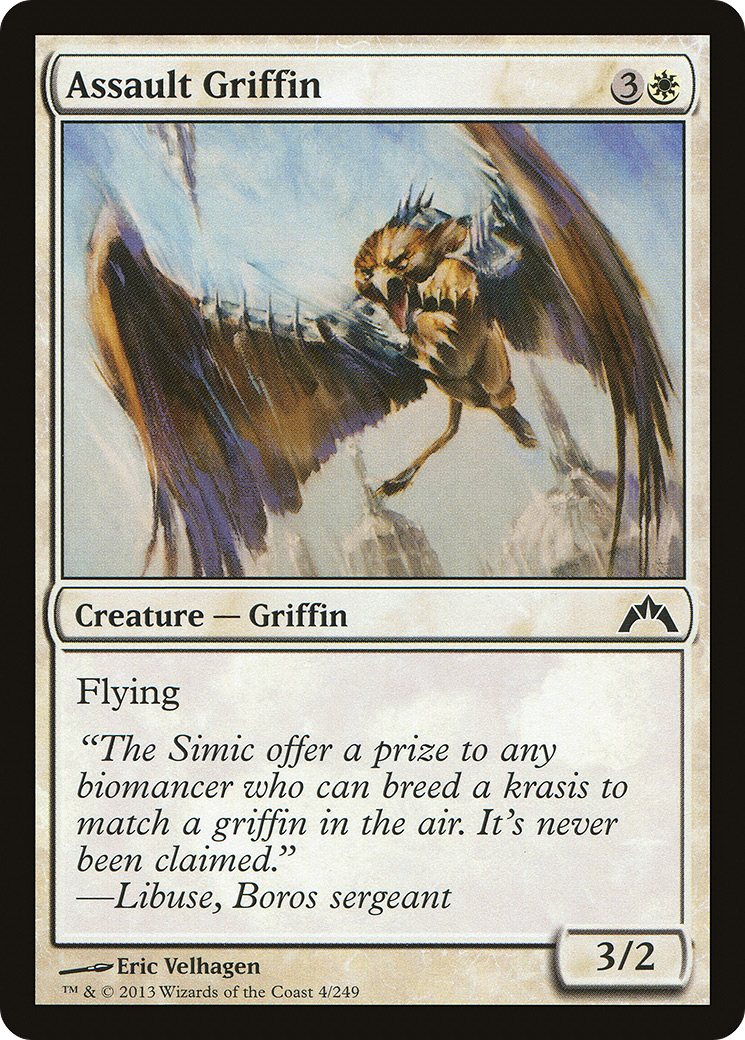 Assault Griffin 3
Creature — Griffin
Flying
“The Simic offer a prize to any
biomancer who can breed a krasis to
match a griffin in the air. It’s never
been claimed.”
—Libuse, Boros sergeant
3/2
Eric Velhagen
™ & © 2013 Wizards of the Coast 4/249